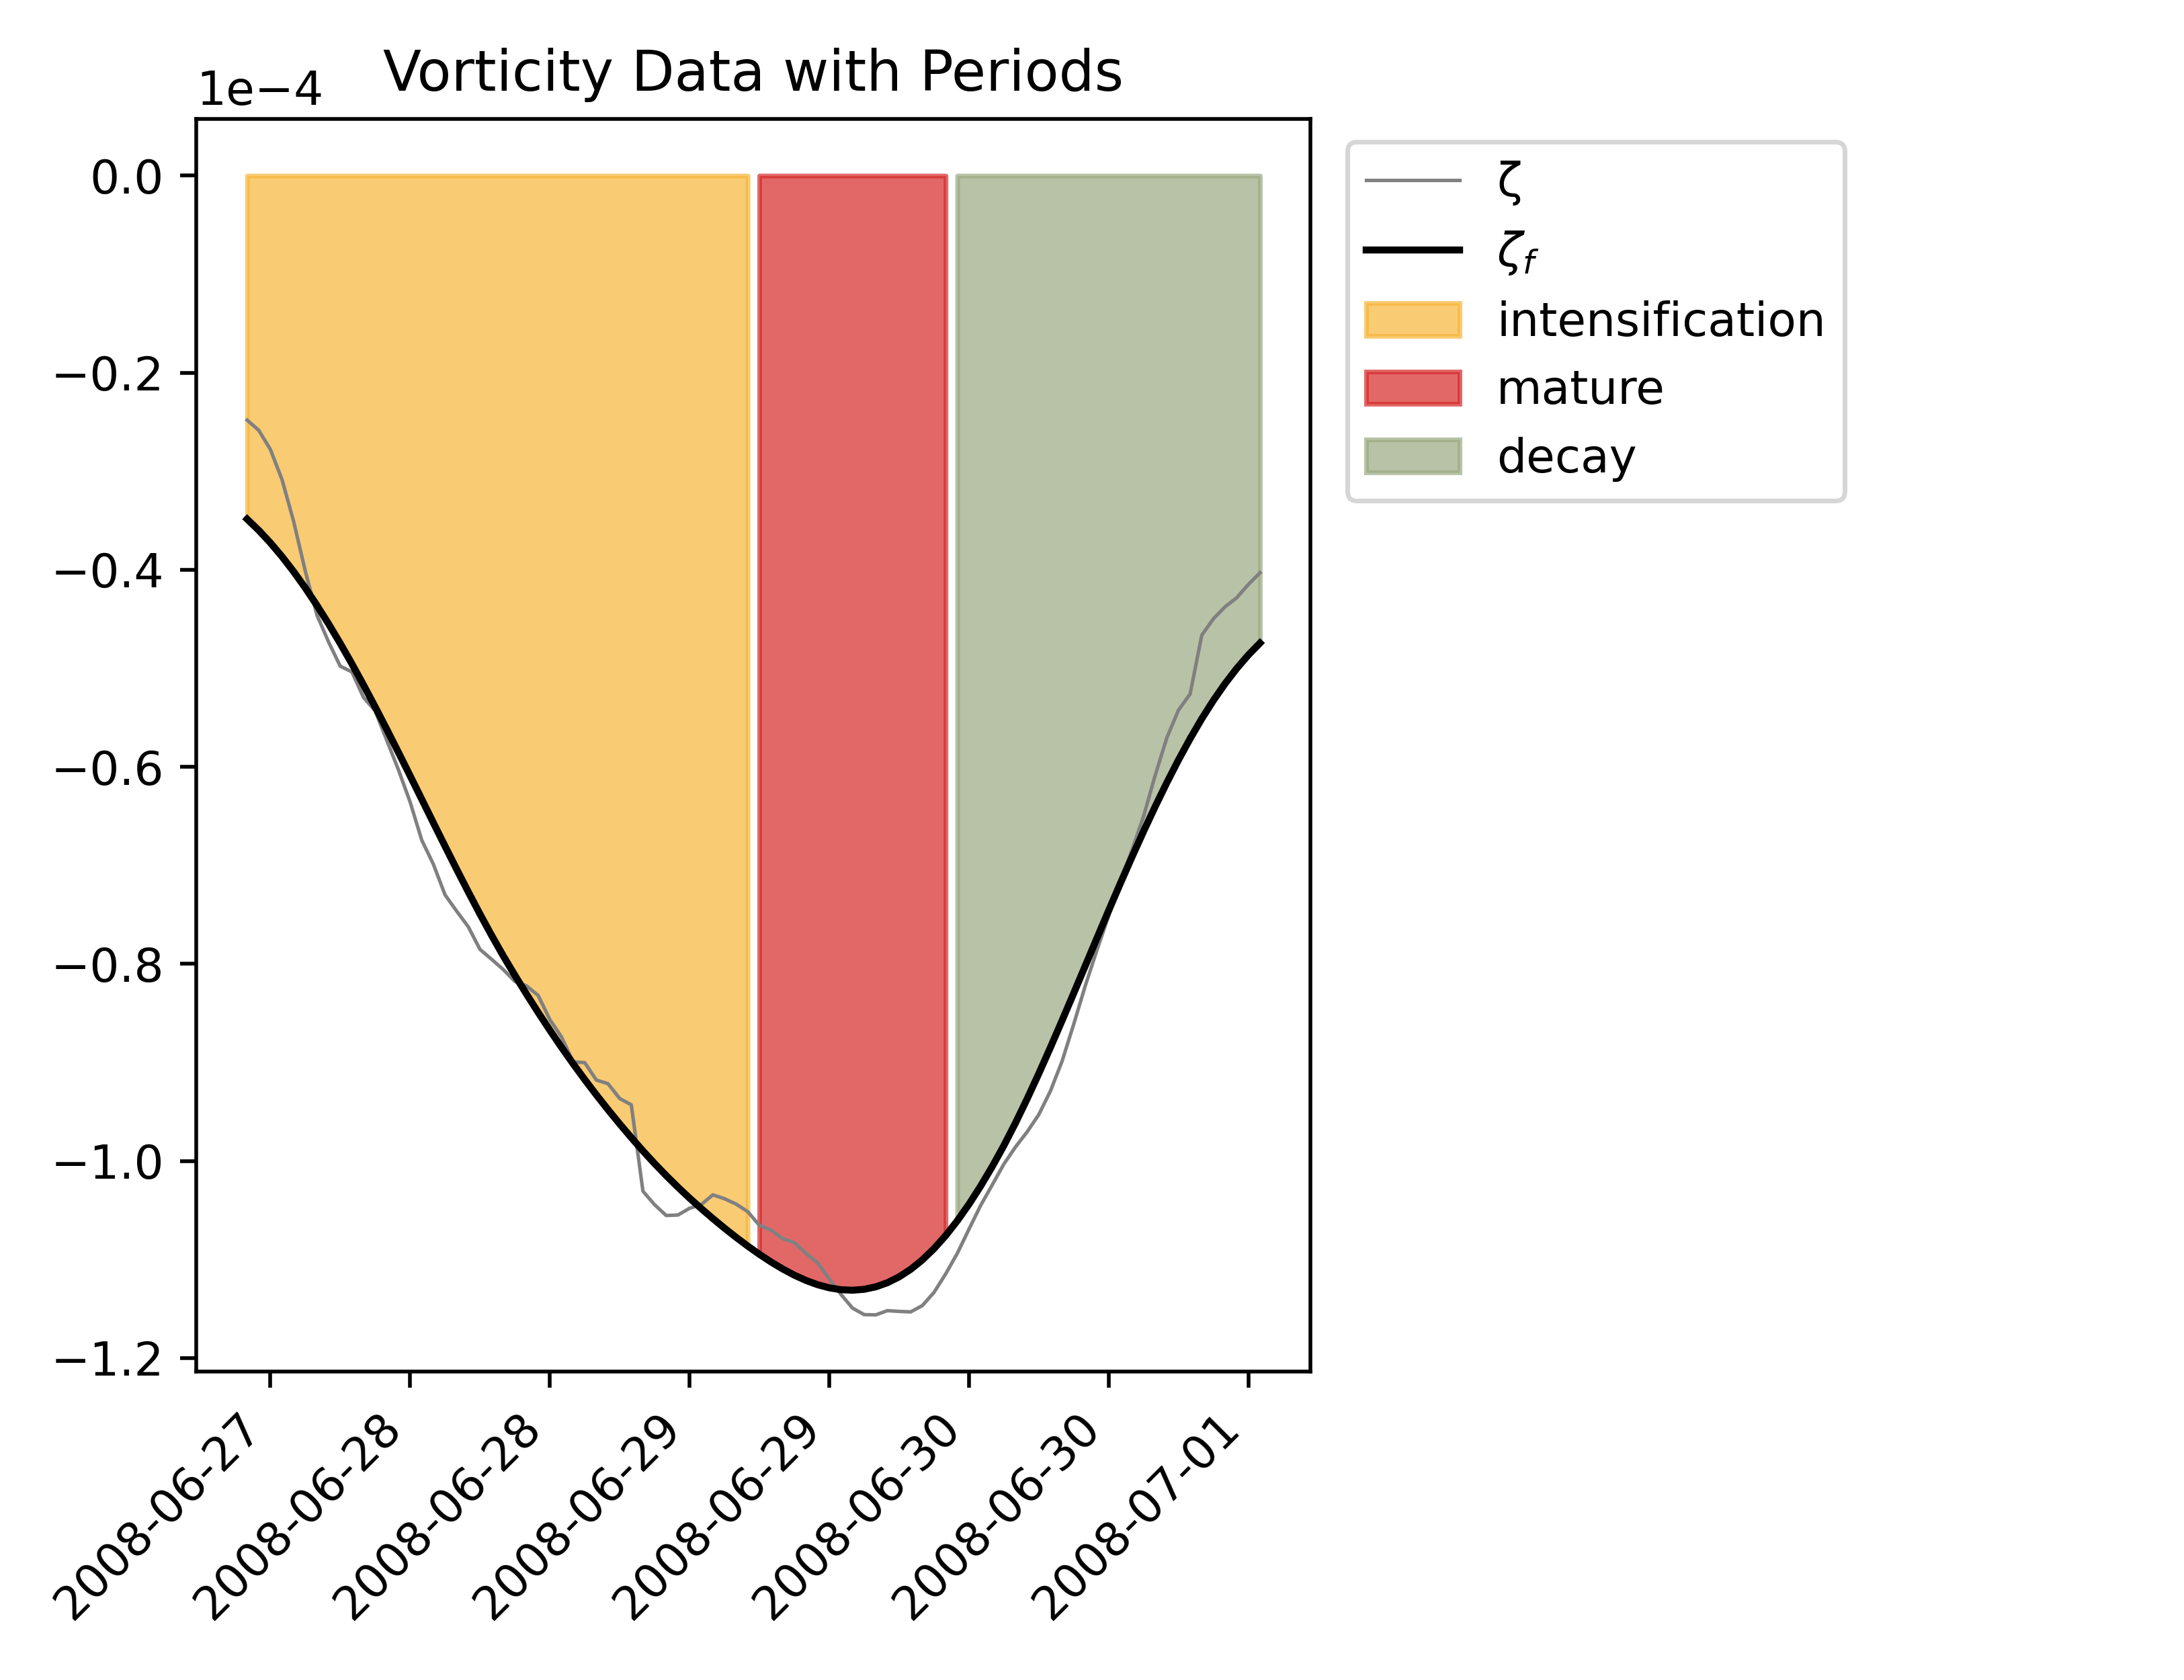 Vorticity Data with Periods
1e−4
0.0
−0.2
−0.4
−0.6
−0.8
−1.0
−1.2
2008-06-27
2008-06-28
2008-06-28
2008-06-29
2008-06-29
2008-06-30
2008-06-30
2008-07-01
ζ
ζf
intensification
mature
decay